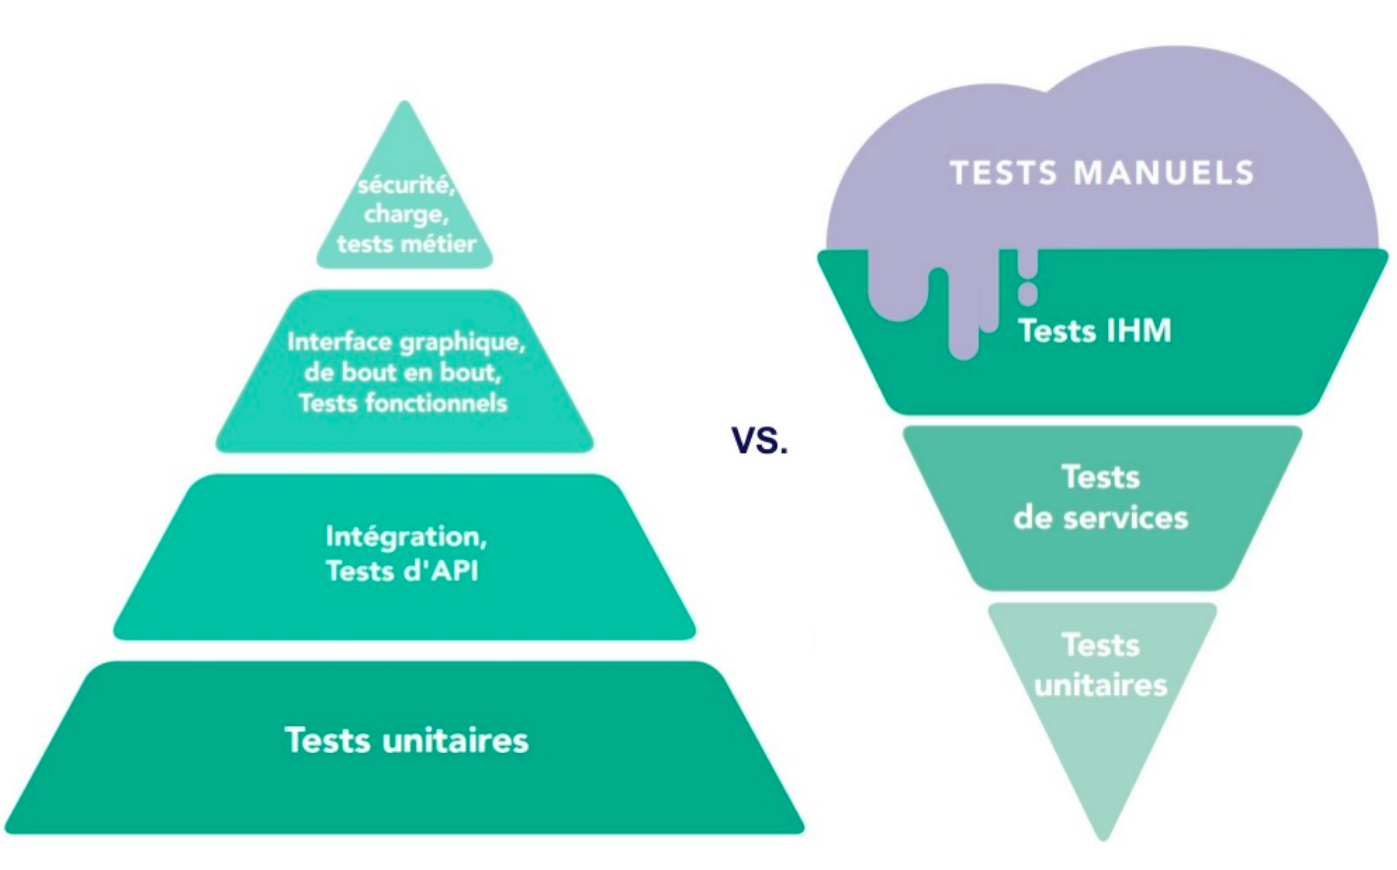 sécurité,
charge,
tests métier
Interface graphique,
de bout en bout,
Tests fonctionnels
Intégration,
Tests d'API
Tests unitaires
VS.
TESTS MANUELS
Tests IHM
Tests
de services
Tests
unitaires